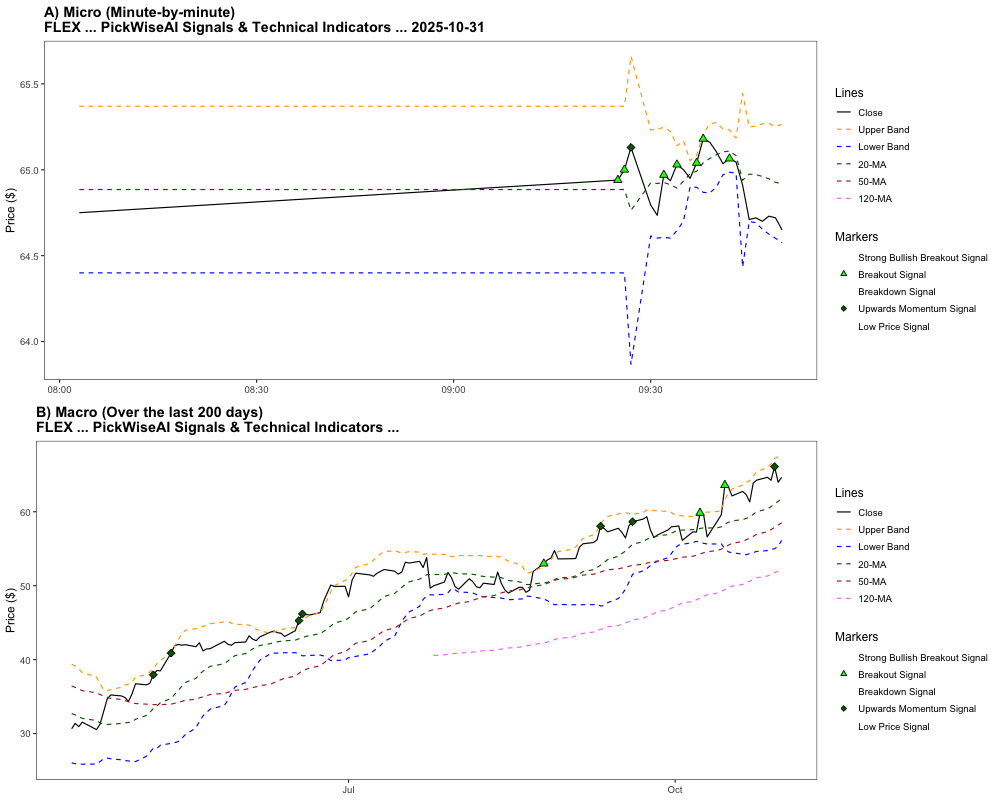 A) Micro (Minute-by-minute)
FLEX ... PickWiseAI Signals & Technical Indicators ... 2025-10-31
Price ($)
65.5
65.0
64.5
64.0
08:00
08:30
09:00
09:30
Lines
Close
Upper Band
Lower Band
20-MA
50-MA
120-MA
Markers
Strong Bullish Breakout Signal
Breakout Signal
Breakdown Signal
Upwards Momentum Signal
Low Price Signal
B) Macro (Over the last 200 days)
FLEX ... PickWiseAI Signals & Technical Indicators ...
Price ($)
60
50
40
30
Jul
Oct
Lines
Close
Upper Band
Lower Band
20-MA
50-MA
120-MA
Markers
Strong Bullish Breakout Signal
Breakout Signal
Breakdown Signal
Upwards Momentum Signal
Low Price Signal